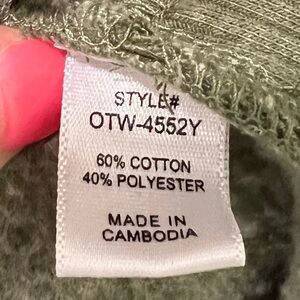 STYLE#
OTW-4552Y
60% COTTON
40% POLYESTER
MADE IN
CAMBODIA